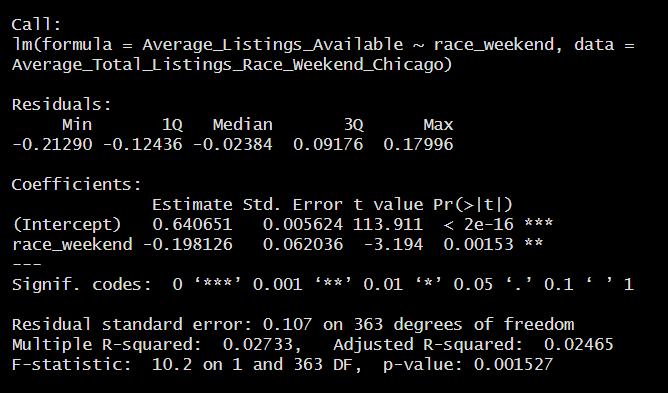 Call:
lm(formula = Average_Listings_Available ~ race_weekend, data =
Average_Total_Listings_Race_Weekend_Chicago)
Residuals:
     Min       1Q   Median       3Q      Max
-0.21290 -0.12436 -0.02384  0.09176  0.17996
Coefficients:
              Estimate Std. Error t value Pr(>|t|)
(Intercept)   0.640651   0.005624 113.911  < 2e-16 ***
race_weekend -0.198126   0.062036  -3.194  0.00153 **
---
Signif. codes:  0 ‘***’ 0.001 ‘**’ 0.01 ‘*’ 0.05 ‘.’ 0.1 ‘ ’ 1
Residual standard error: 0.107 on 363 degrees of freedom
Multiple R-squared:  0.02733,	Adjusted R-squared:  0.02465
F-statistic:  10.2 on 1 and 363 DF,  p-value: 0.001527